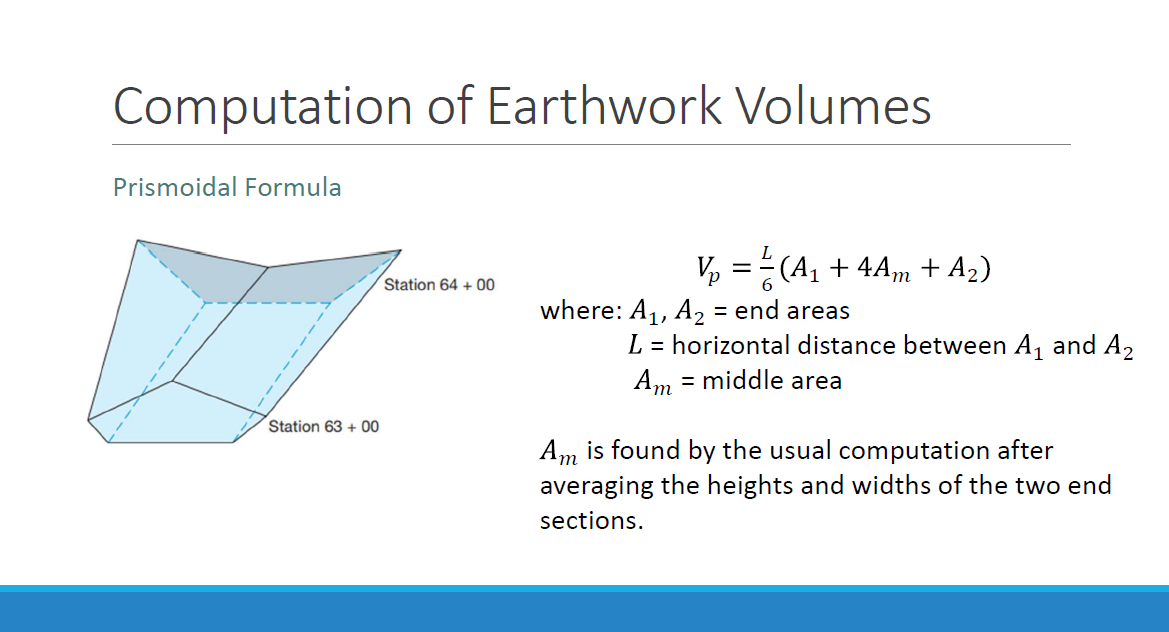 Computation of Earthwork Volumes
Prismoidal Formula
Station 64 + 00
Station 63 + 00
V_p = L/6 (A_1 + 4A_m + A_2)
where: A_1, A_2 = end areas
L = horizontal distance between A_1 and A_2
A_m = middle area
A_m is found by the usual computation after
averaging the heights and widths of the two end
sections.